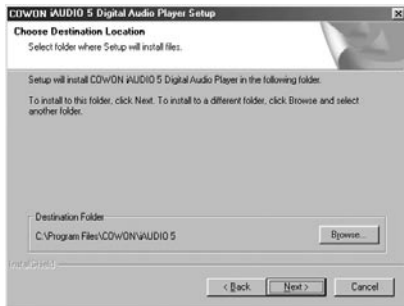 COWON iAUDIO 5 Digital Audio Player Setup
Choose Destination Location
Select folder where Setup will install files.
Setup will install COWON iAUDIO 5 Digital Audio Player in the following folder.
To install to this folder, click Next. To install to a different folder, click Browse and select
another folder.
Destination Folder
C:\Program Files\COWON\iAUDIO 5
Browse...
InstallShield
< Back
Next >
Cancel